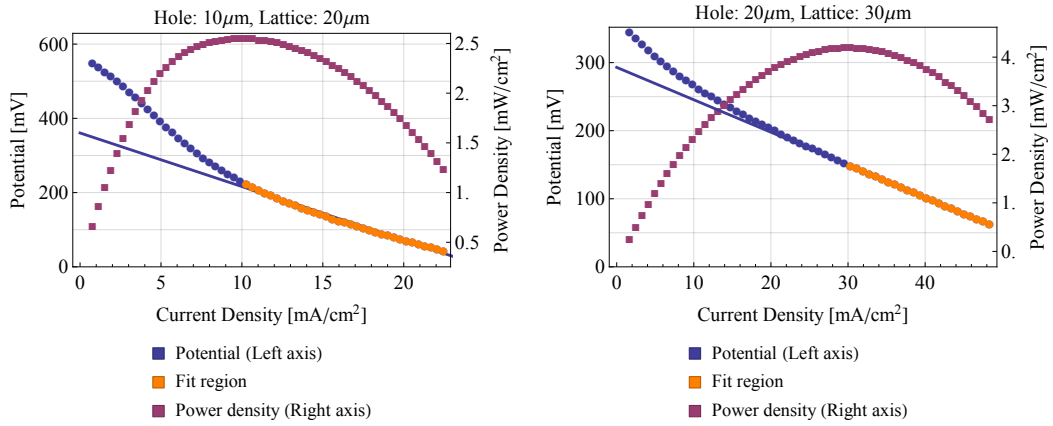 Hole: 10μm, Lattice: 20μm
600
400
200
0
Potential [mV]
2.5
2
1.5
1
0.5
Power Density [mW/cm²]
0 5 10 15 20
Current Density [mA/cm²]
Potential (Left axis)
Fit region
Power density (Right axis)
Hole: 20μm, Lattice: 30μm
300
200
100
0
Potential [mV]
4.
3.
2.
1.
0.
Power Density [mW/cm²]
0 20 40
Current Density [mA/cm²]
Potential (Left axis)
Fit region
Power density (Right axis)